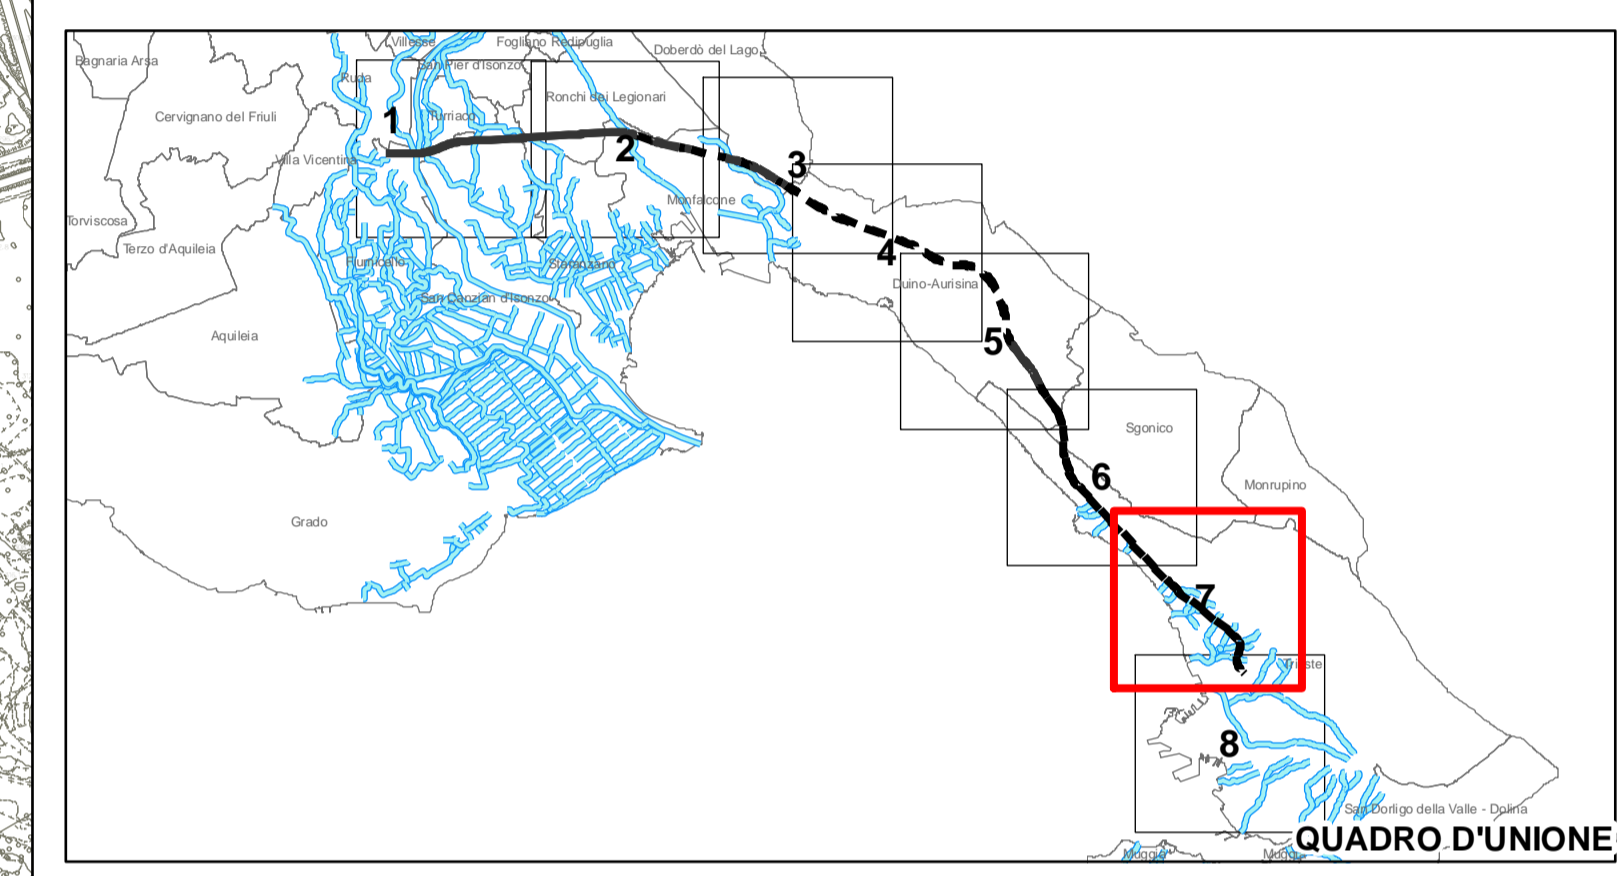 Villesse
Fogliano Redipuglia
Doberdò del Lago
Bagnaria Arsa
San Pier d'Isonzo
Ruda
Ronchi dei Legionari
Cervignano del Friuli
Turriaco
1
2
Villa Vicentina
3
Monfalcone
Torviscosa
Terzo d'Aquileia
4
Fiumicello
Staranzano
Duino-Aurisina
San Canzian d'Isonzo
Aquileia
5
Sgonico
6
Monrupino
Grado
7
Trieste
8
San Dorligo della Valle - Dolina
QUADRO D'UNIONE
Muggia